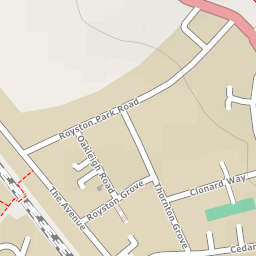 Royston Park Road
Oakleigh Road
Clonard Way
The Avenue
Royston Grove
Thornton Grove
Cedar